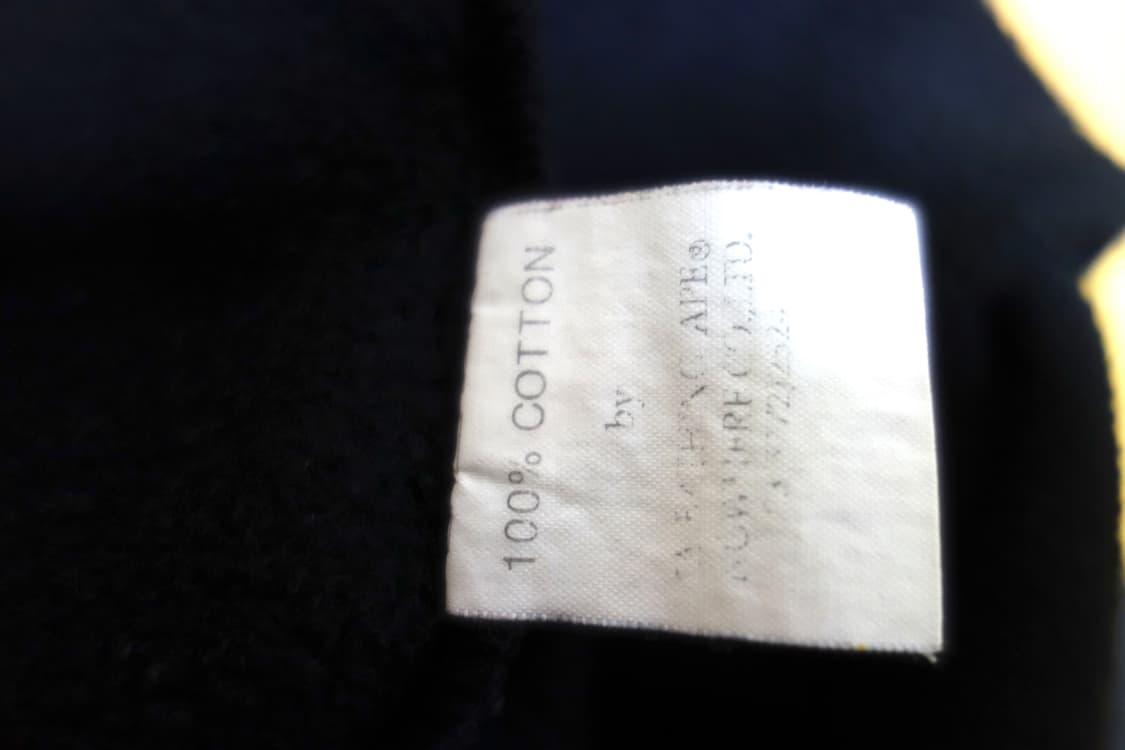 100% COTTON
by
A BATHING APE®
NOWHERE CO.,LTD.